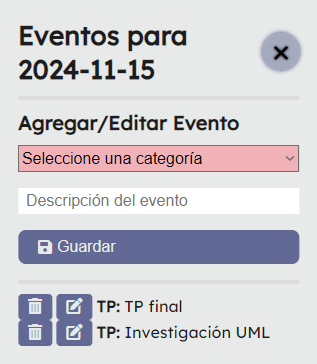 Eventos para
2024-11-15
Agregar/Editar Evento
Seleccione una categoría
Descripción del evento
Guardar
TP: TP final
TP: Investigación UML